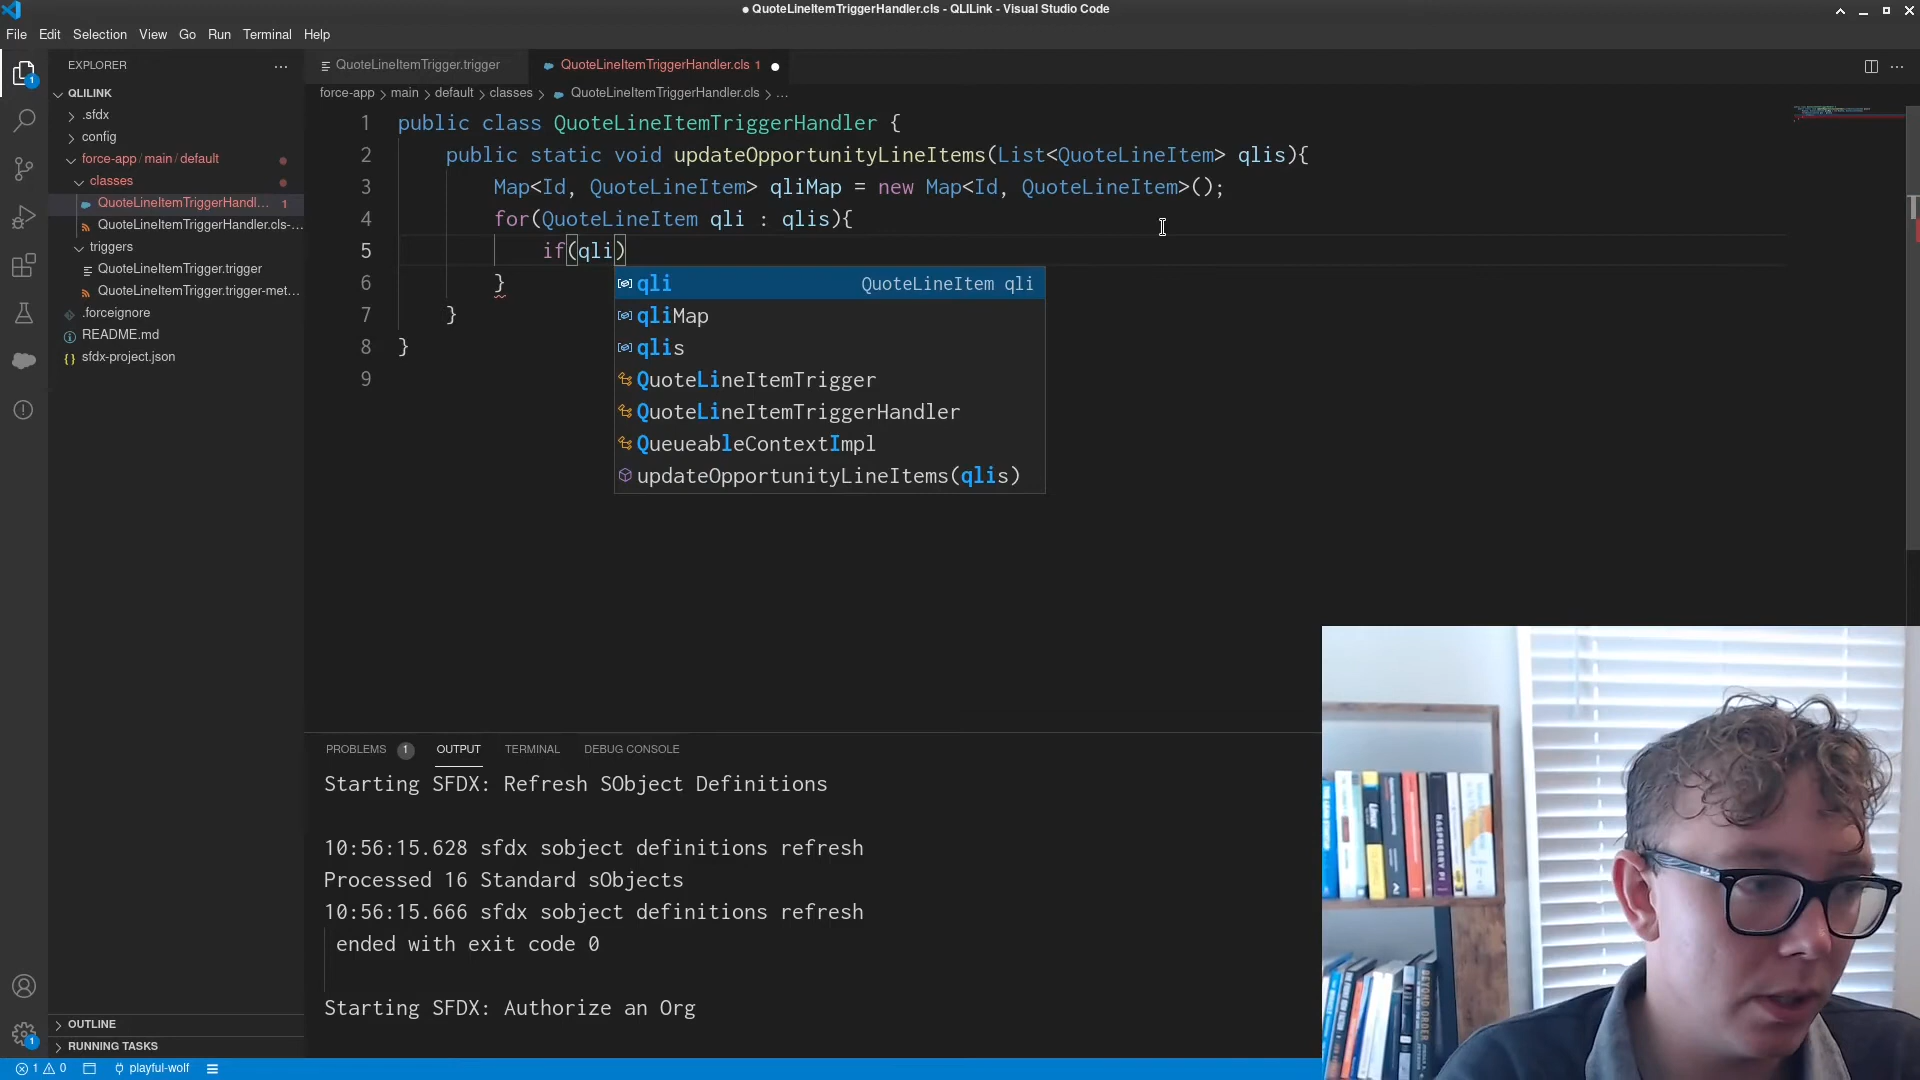 ● QuoteLineItemTriggerHandler.cls - QLILink - Visual Studio Code
File Edit Selection View Go Run Terminal Help
EXPLORER
QLILINK
.sfdx
config
force-app / main / default
classes
QuoteLineItemTriggerHandl... 1
QuoteLineItemTriggerHandler.cls-...
triggers
QuoteLineItemTrigger.trigger
QuoteLineItemTrigger.trigger-met...
.forceignore
README.md
sfdx-project.json
OUTLINE
RUNNING TASKS
QuoteLineItemTrigger.trigger
QuoteLineItemTriggerHandler.cls 1
force-app > main > default > classes > QuoteLineItemTriggerHandler.cls > ...
1 public class QuoteLineItemTriggerHandler {
2 public static void updateOpportunityLineItems(List<QuoteLineItem> qlis){
3 Map<Id, QuoteLineItem> qliMap = new Map<Id, QuoteLineItem>();
4 for(QuoteLineItem qli : qlis){
5 if(qli)
6 }
7 }
8 }
9
qli QuoteLineItem qli
qliMap
qlis
QuoteLineItemTrigger
QuoteLineItemTriggerHandler
QueueableContextImpl
updateOpportunityLineItems(qlis)
PROBLEMS 1 OUTPUT TERMINAL DEBUG CONSOLE
Starting SFDX: Refresh SObject Definitions
10:56:15.628 sfdx sobject definitions refresh
Processed 16 Standard sObjects
10:56:15.666 sfdx sobject definitions refresh
ended with exit code 0
Starting SFDX: Authorize an Org
1 0 playful-wolf
RASPBERRY PI
BEYOND ORDER